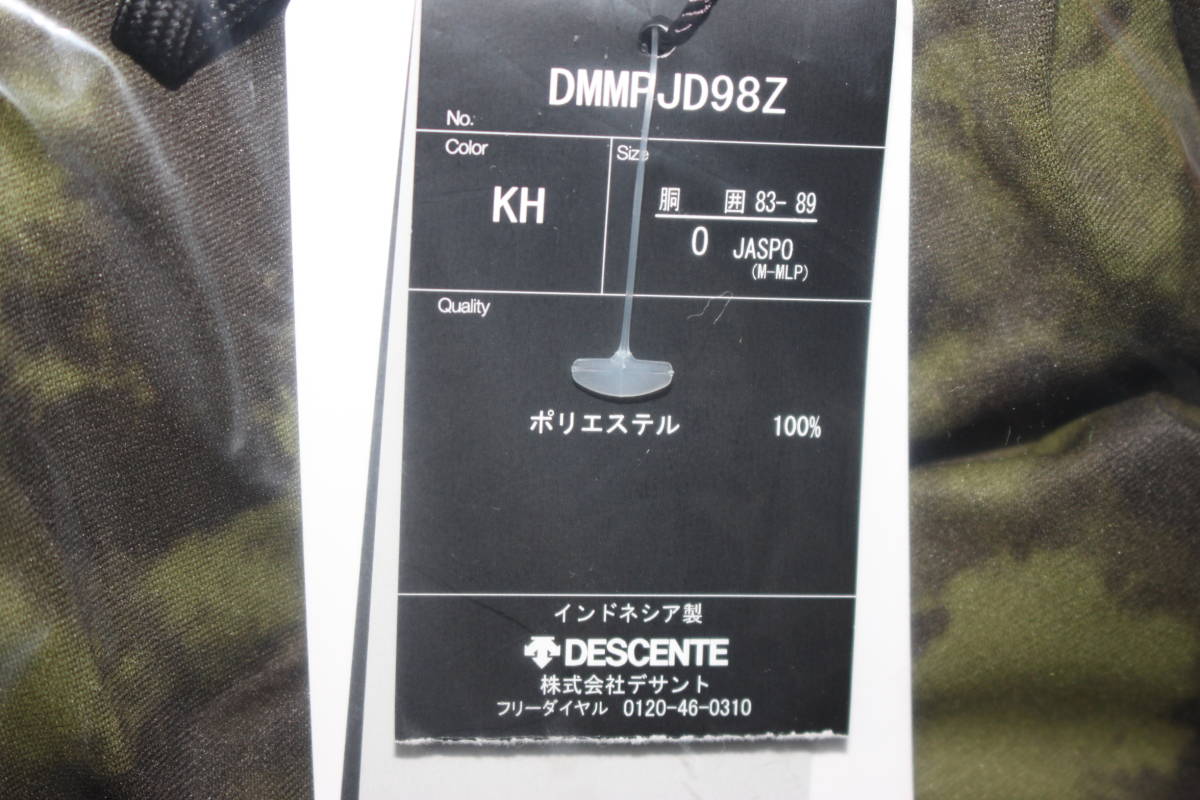 DMMPJD98Z
No.
Color
Size
KH
胴 囲 83-89
O JASPO
(M-MLP)
Quality
ポリエステル 100%
インドネシア製
DESCENTE
株式会社デサント
フリーダイヤル 0120-46-0310